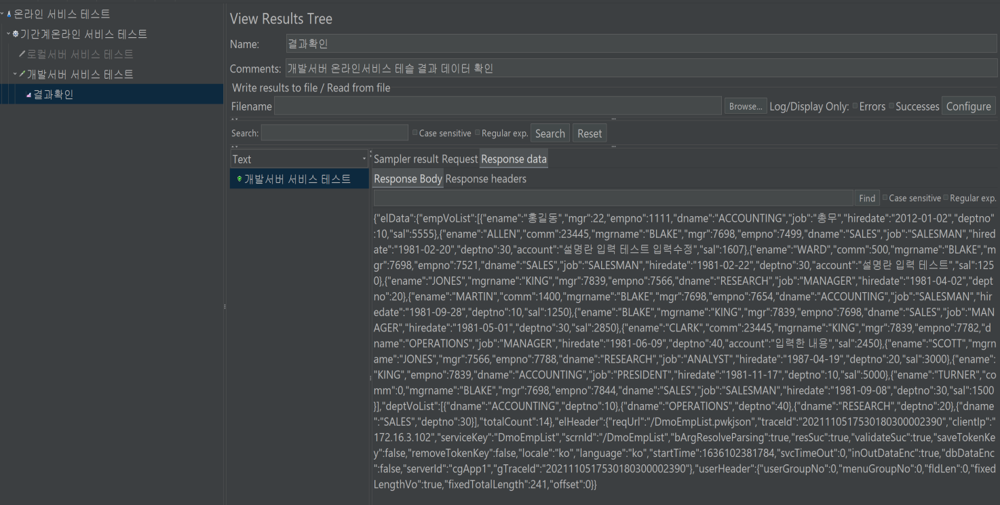 온라인 서비스 테스트
기간계온라인 서비스 테스트
로컬서버 서비스 테스트
개발서버 서비스 테스트
결과확인
View Results Tree
Name: 결과확인
Comments: 개발서버 온라인서비스 테슽 결과 데이터 확인
Write results to file / Read from file
Filename Browse... Log/Display Only: Errors Successes Configure
Search: Case sensitive Regular exp. Search Reset
Text
개발서버 서비스 테스트
Sampler result Request Response data
Response Body Response headers
Find Case sensitive Regular exp.
{"elData":{"empVoList":[{"ename":"홍길동","mgr":22,"empno":1111,"dname":"ACCOUNTING","job":"총무","hiredate":"2012-01-02","deptno
":10,"sal":5555},{"ename":"ALLEN","comm":23445,"mgrname":"BLAKE","mgr":7698,"empno":7499,"dname":"SALES","job":"SALESMAN","hired
ate":"1981-02-20","deptno":30,"account":"설명란 입력 테스트 입력수정","sal":1607},{"ename":"WARD","comm":500,"mgrname":"BLAKE","m
gr":7698,"empno":7521,"dname":"SALES","job":"SALESMAN","hiredate":"1981-02-22","deptno":30,"account":"설명란 입력 테스트","sal":125
0},{"ename":"JONES","mgrname":"KING","mgr":7839,"empno":7566,"dname":"RESEARCH","job":"MANAGER","hiredate":"1981-04-02","dept
no":20},{"ename":"MARTIN","comm":1400,"mgrname":"BLAKE","mgr":7698,"empno":7654,"dname":"ACCOUNTING","job":"SALESMAN","hir
edate":"1981-09-28","deptno":10,"sal":1250},{"ename":"BLAKE","mgrname":"KING","mgr":7839,"empno":7698,"dname":"SALES","job":"MAN
AGER","hiredate":"1981-05-01","deptno":30,"sal":2850},{"ename":"CLARK","comm":23445,"mgrname":"KING","mgr":7839,"empno":7782,"d
name":"OPERATIONS","job":"MANAGER","hiredate":"1981-06-09","deptno":40,"account":"입력한 내용","sal":2450},{"ename":"SCOTT","mgrn
ame":"JONES","mgr":7566,"empno":7788,"dname":"RESEARCH","job":"ANALYST","hiredate":"1987-04-19","deptno":20,"sal":3000},{"ename":
"KING","empno":7839,"dname":"ACCOUNTING","job":"PRESIDENT","hiredate":"1981-11-17","deptno":10,"sal":5000},{"ename":"TURNER","co
mm":0,"mgrname":"BLAKE","mgr":7698,"empno":7844,"dname":"SALES","job":"SALESMAN","hiredate":"1981-09-08","deptno":30,"sal":1500
}],"deptVoList":[{"dname":"ACCOUNTING","deptno":10},{"dname":"OPERATIONS","deptno":40},{"dname":"RESEARCH","deptno":20},{"dname
":"SALES","deptno":30}],"totalCount":14},"elHeader":{"reqUrl":"/DmoEmpList.pwkjson","traceId":"2021110517530180300002390","clientIp":"
172.16.3.102","serviceKey":"DmoEmpList","scrnId":"/DmoEmpList","bArgResolveParsing":true,"resSuc":true,"validateSuc":true,"saveTokenKe
y":false,"removeTokenKey":false,"locale":"ko","language":"ko","startTime":1636102381784,"svcTimeOut":0,"inOutDataEnc":true,"dbDataEnc
":false,"serverId":"cgApp1","gTraceId":"2021110517530180300002390"},"userHeader":{"userGroupNo":0,"menuGroupNo":0,"fldLen":0,"fixed
LengthVo":true,"fixedTotalLength":241,"offset":0}}